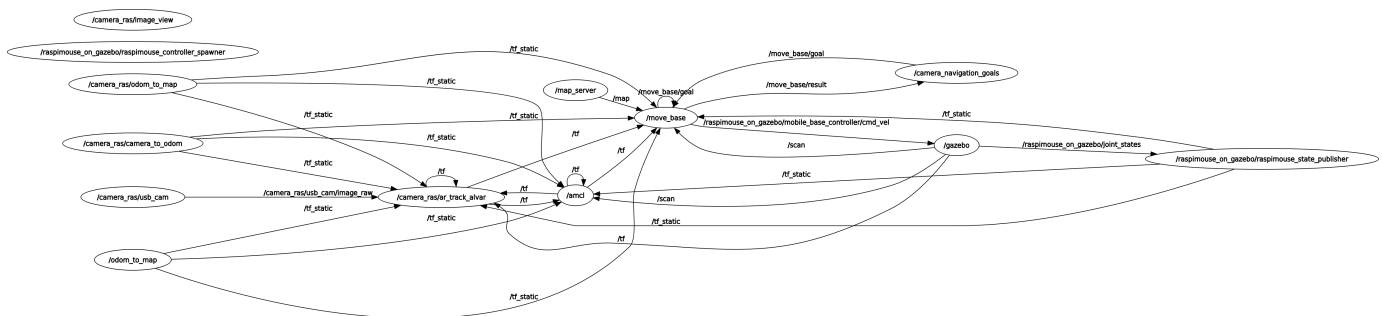 /camera_ras/image_view
/raspimouse_on_gazebo/raspimouse_controller_spawner
/tf_static
/move_base/goal
/camera_ras/odom_to_map
/tf_static
/camera_navigation_goals
/map_server
/move_base/goal
/move_base/result
/map
/tf_static
/tf_static
/tf_static
/move_base
/raspimouse_on_gazebo/mobile_base_controller/cmd_vel
/camera_ras/camera_to_odom
/tf_static
/tf
/tf
/scan
/gazebo
/raspimouse_on_gazebo/joint_states
/raspimouse_on_gazebo/raspimouse_state_publisher
/tf_static
/tf
/tf
/tf_static
/camera_ras/usb_cam
/camera_ras/usb_cam/image_raw
/camera_ras/ar_track_alvar
/tf
/tf
/amcl
/scan
/tf_static
/tf_static
/tf_static
/tf
/odom_to_map
/tf_static